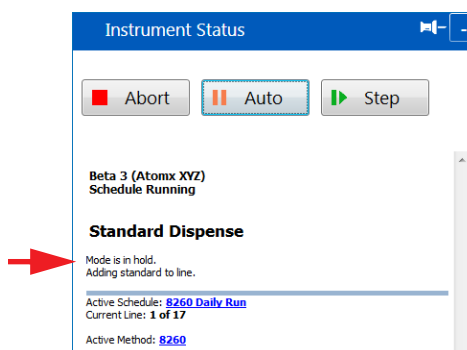 Instrument Status
Abort
Auto
Step
Beta 3 (Atomx XYZ)
Schedule Running
Standard Dispense
Mode is in hold.
Adding standard to line.
Active Schedule: 8260 Daily Run
Current Line: 1 of 17
Active Method: 8260